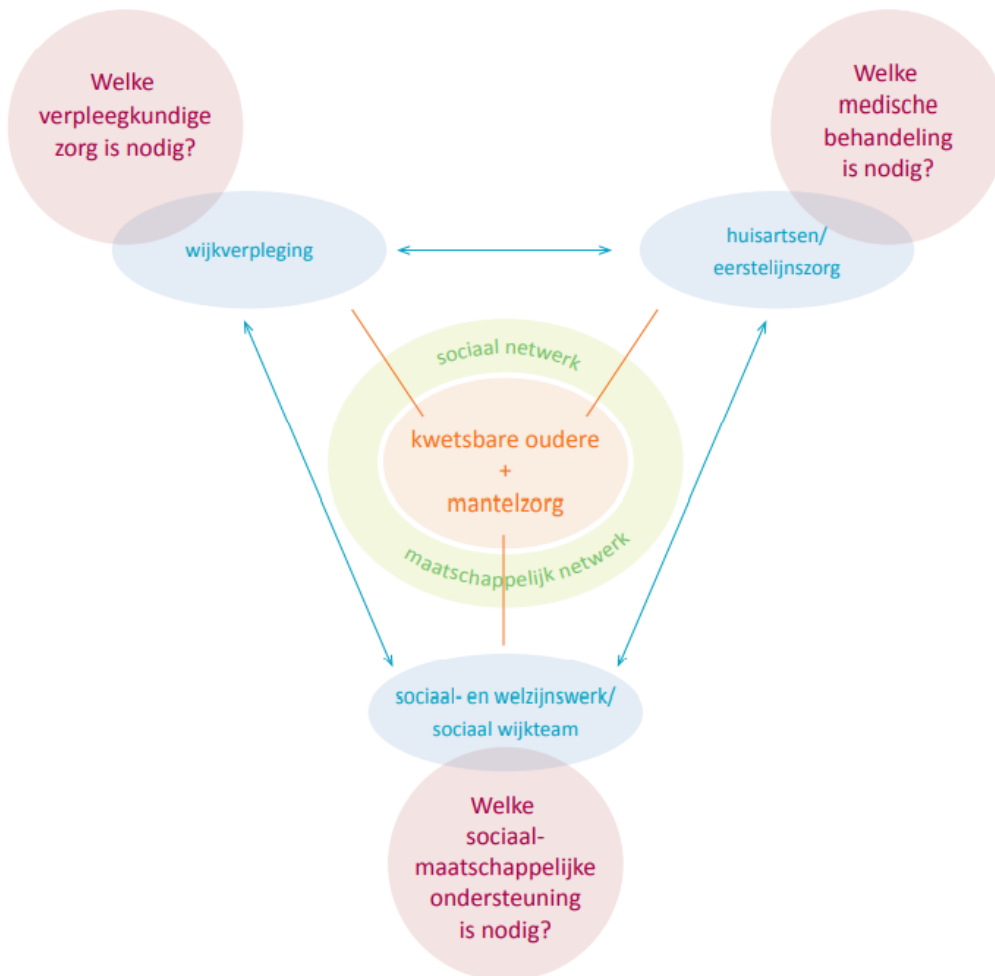 Welke
verpleegkundige
zorg is nodig?
Welke
medische
behandeling
is nodig?
wijkverpleging
huisartsen/
eerstelijnszorg
sociaal netwerk
kwetsbare oudere
+
mantelzorg
maatschappelijk netwerk
sociaal- en welzijnswerk/
sociaal wijkteam
Welke
sociaal-
maatschappelijke
ondersteuning
is nodig?